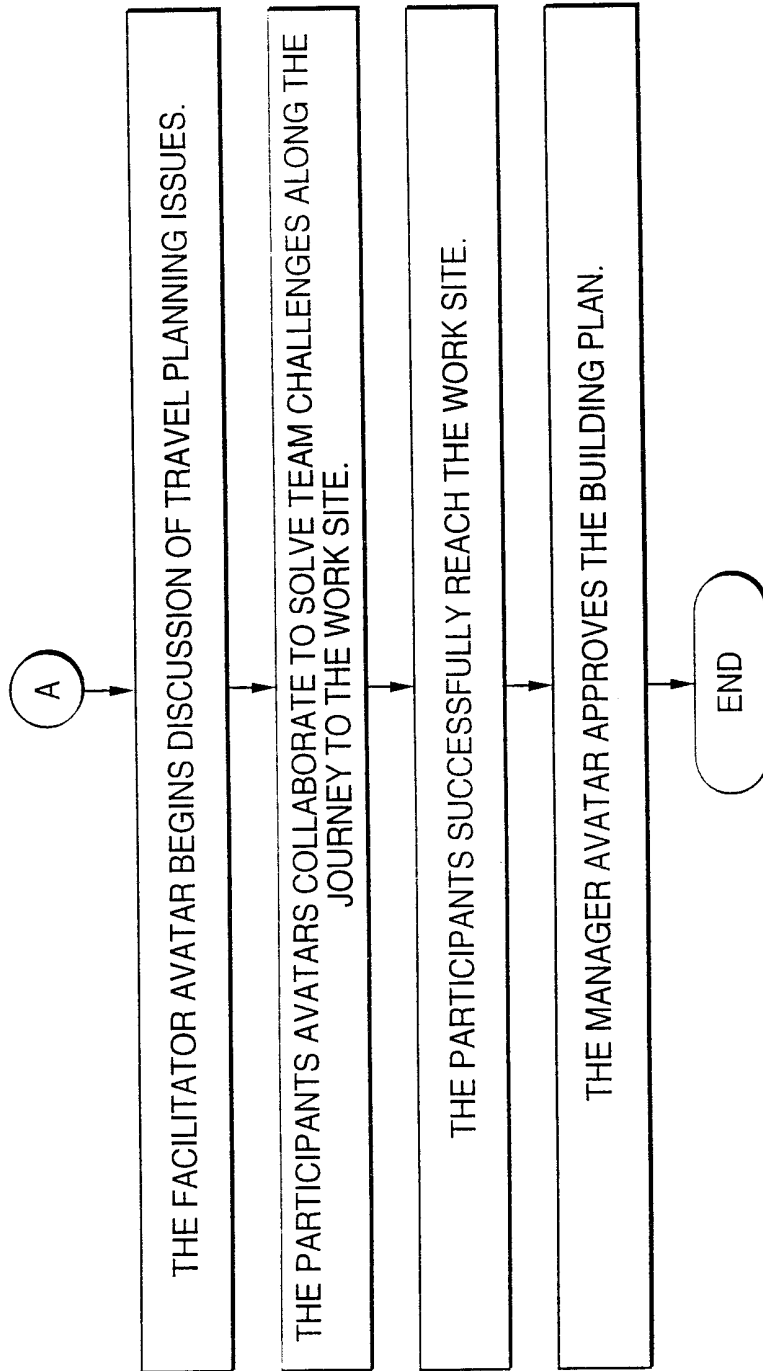 A
THE FACILITATOR AVATAR BEGINS DISCUSSION OF TRAVEL PLANNING ISSUES.
THE PARTICIPANTS AVATARS COLLABORATE TO SOLVE TEAM CHALLENGES ALONG THE
JOURNEY TO THE WORK SITE.
THE PARTICIPANTS SUCCESSFULLY REACH THE WORK SITE.
THE MANAGER AVATAR APPROVES THE BUILDING PLAN.
END